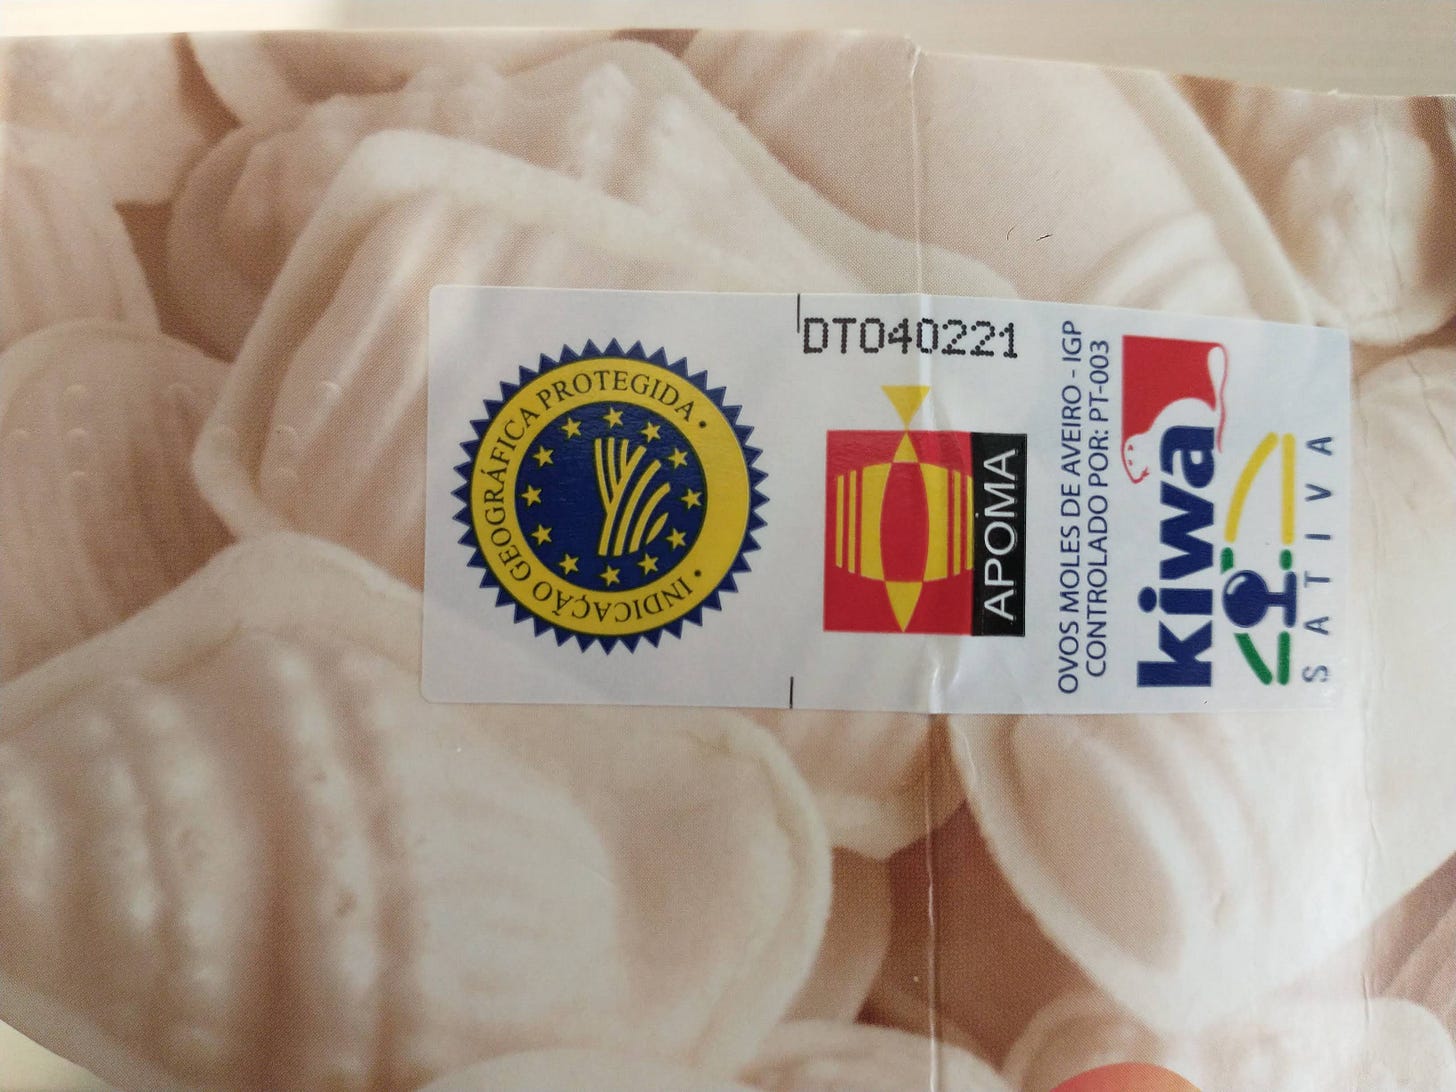 INDICAÇÃO GEOGRÁFICA PROTEGIDA
DT040221
APOMA
OVOS MOLES DE AVEIRO - IGP
CONTROLADO POR: PT-003
kiwa
SATIVA